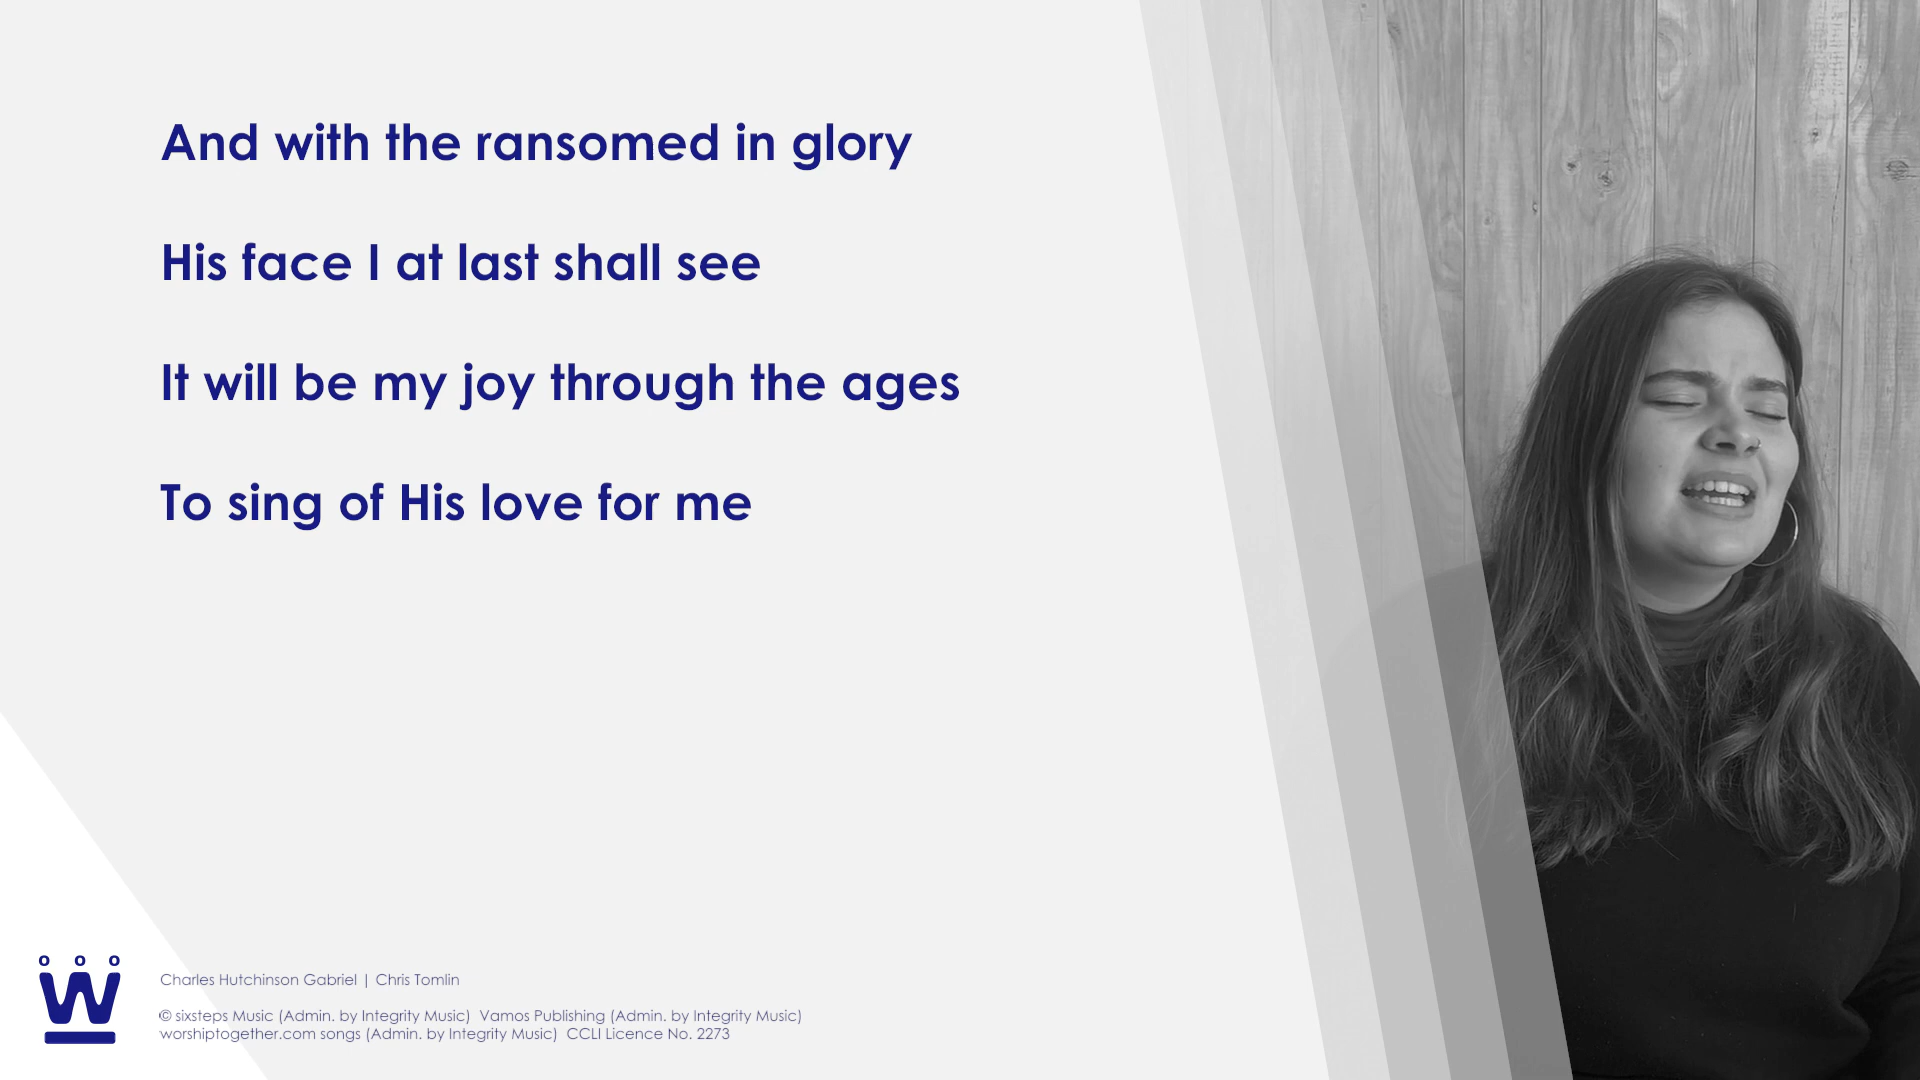 And with the ransomed in glory
His face I at last shall see
It will be my joy through the ages
To sing of His love for me
W
Charles Hutchinson Gabriel | Chris Tomlin
© sixsteps Music (Admin. by Integrity Music)  Vamos Publishing (Admin. by Integrity Music)
worshiptogether.com songs (Admin. by Integrity Music)  CCLI Licence No. 2273